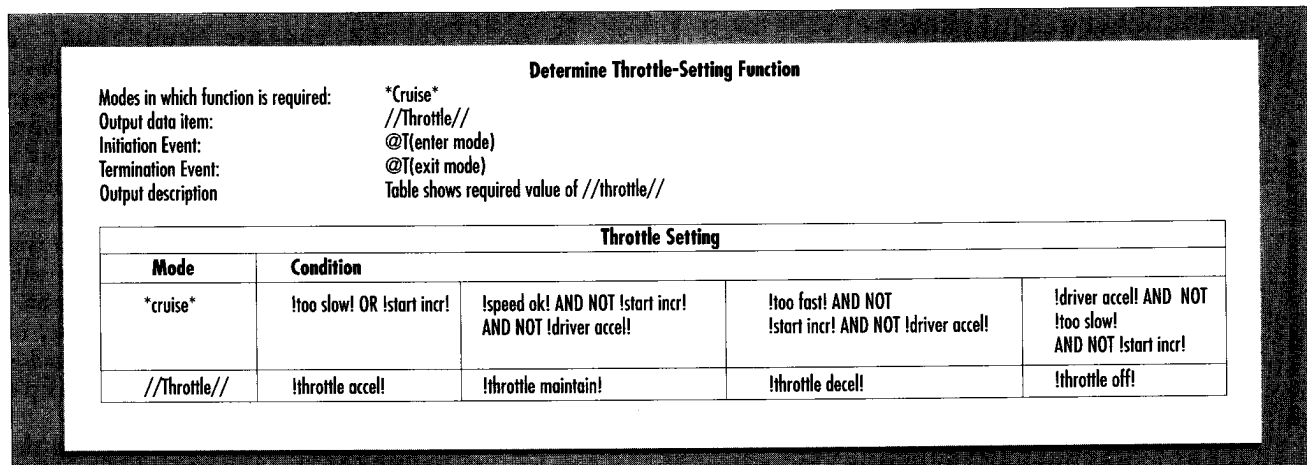 Determine Throttle-Setting Function
Modes in which function is required: *Cruise*
Output data item: //Throttle//
Initiation Event: @T(enter mode)
Termination Event: @T(exit mode)
Output description Table shows required value of //throttle//
Throttle Setting
Mode Condition
*cruise* !too slow! OR !start incr! !speed ok! AND NOT !start incr! !too fast! AND NOT !driver accel! AND NOT
AND NOT !driver accel! !start incr! AND NOT !driver accel! !too slow!
AND NOT !start incr!
//Throttle// !throttle accel! !throttle maintain! !throttle decel! !throttle off!